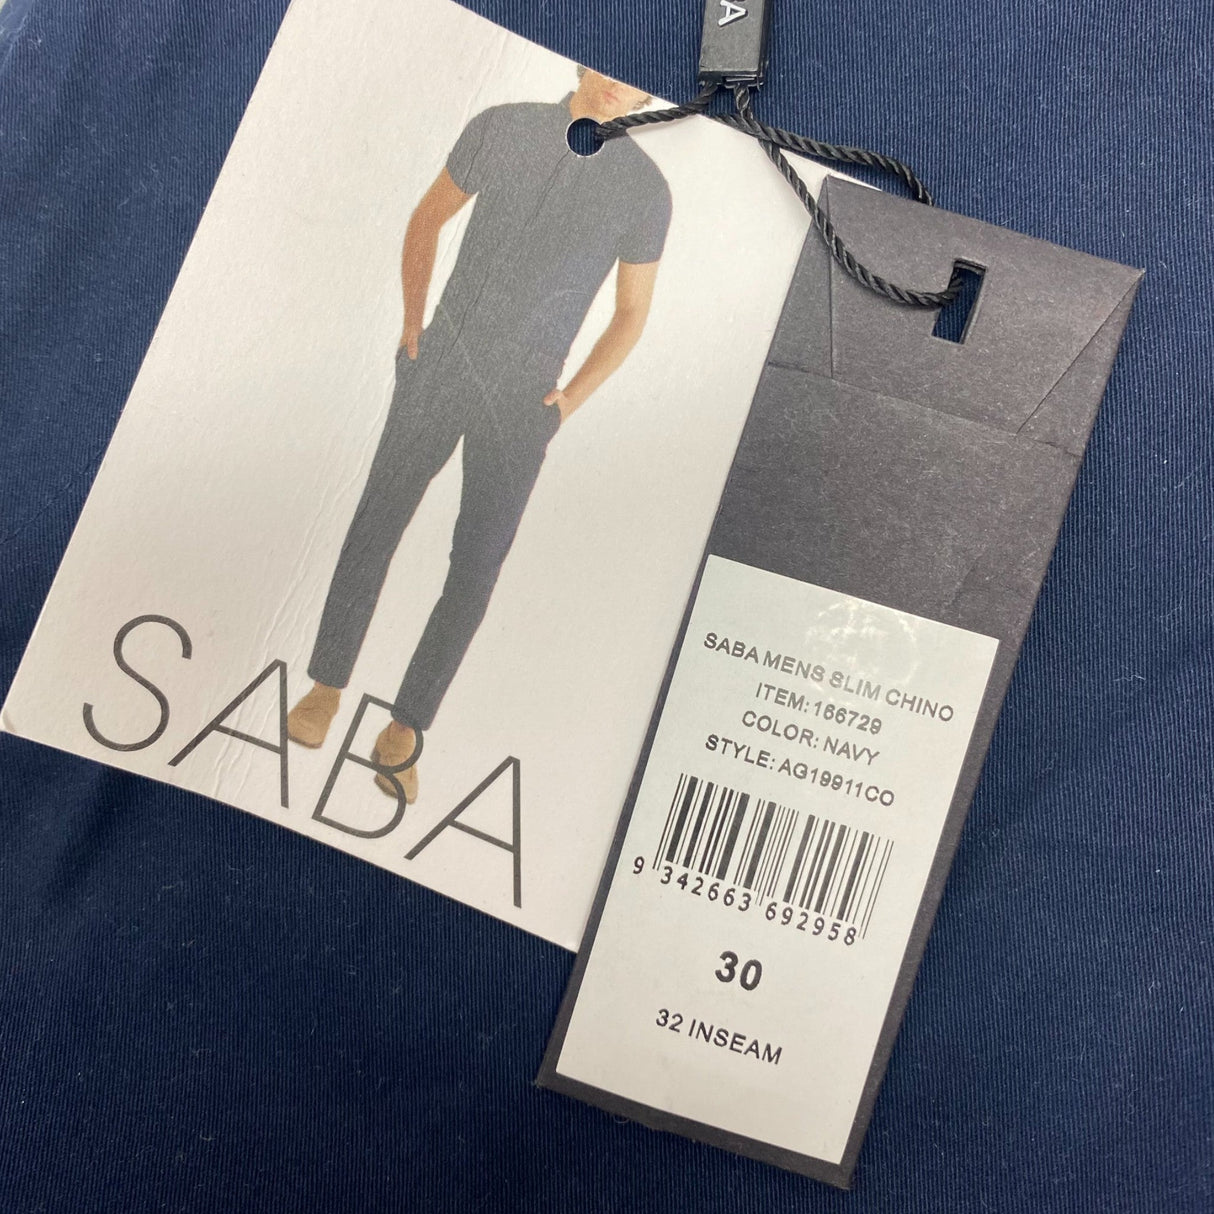 A
SABA
SABA MENS SLIM CHINO
ITEM: 166729
COLOR: NAVY
STYLE: AG19911CO
9 342663 692958
30
32 INSEAM